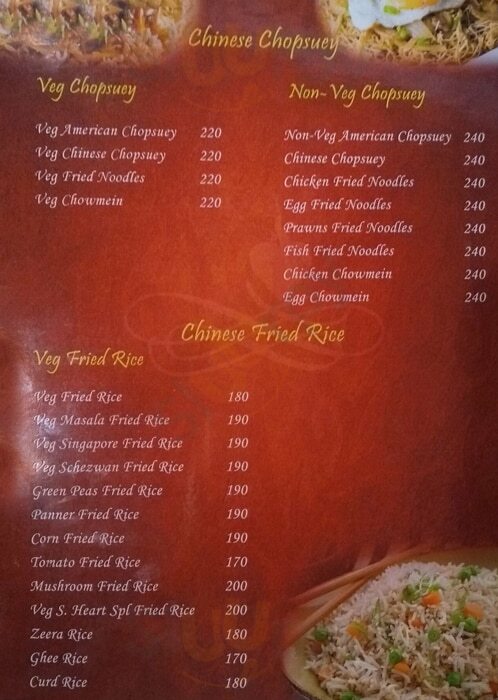 Chinese Chopsuey
Veg Chopsuey
Veg American Chopsuey 220
Veg Chinese Chopsuey 220
Veg Fried Noodles 220
Veg Chowmein 220
Non-Veg Chopsuey
Non-Veg American Chopsuey 240
Chinese Chopsuey 240
Chicken Fried Noodles 240
Egg Fried Noodles 240
Prawns Fried Noodles 240
Fish Fried Noodles 240
Chicken Chowmein 240
Egg Chowmein 240
Chinese Fried Rice
Veg Fried Rice
Veg Fried Rice 180
Veg Masala Fried Rice 190
Veg Singapore Fried Rice 190
Veg Schezwan Fried Rice 190
Green Peas Fried Rice 190
Panner Fried Rice 190
Corn Fried Rice 190
Tomato Fried Rice 170
Mushroom Fried Rice 200
Veg S. Heart Spl Fried Rice 200
Zeera Rice 180
Ghee Rice 170
Curd Rice 180